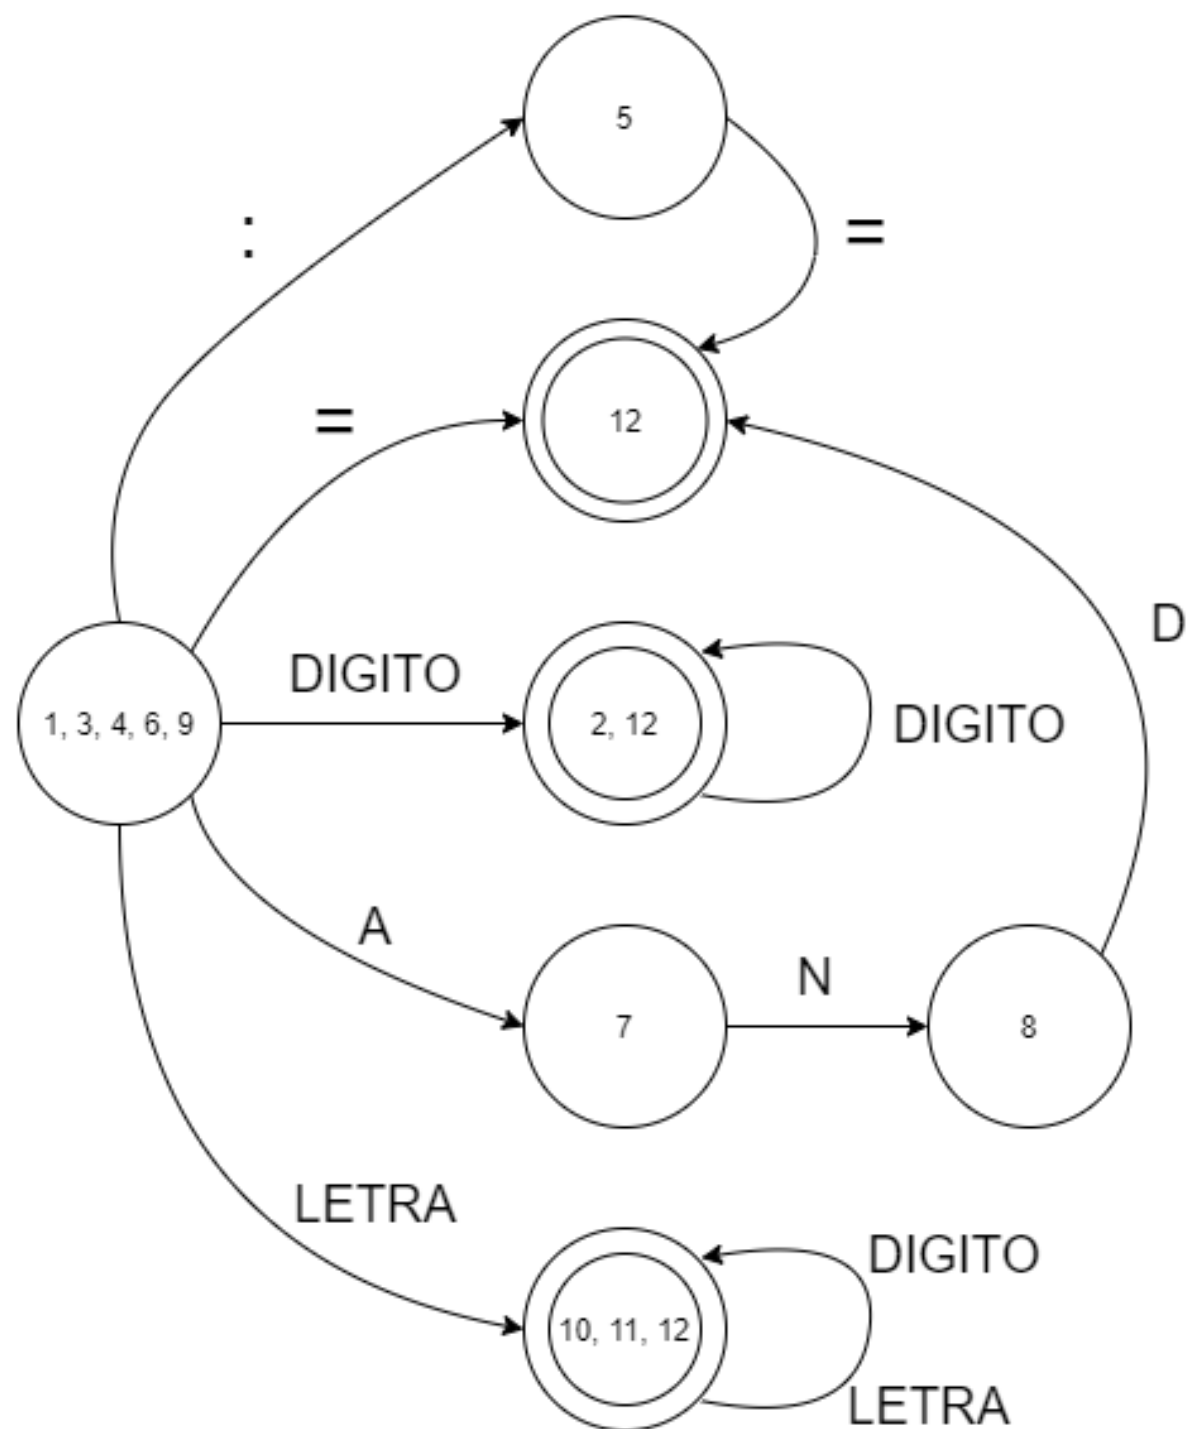 5
:
=
=
12
D
DIGITO
1, 3, 4, 6, 9
2, 12
DIGITO
A
N
7
8
LETRA
DIGITO
10, 11, 12
LETRA